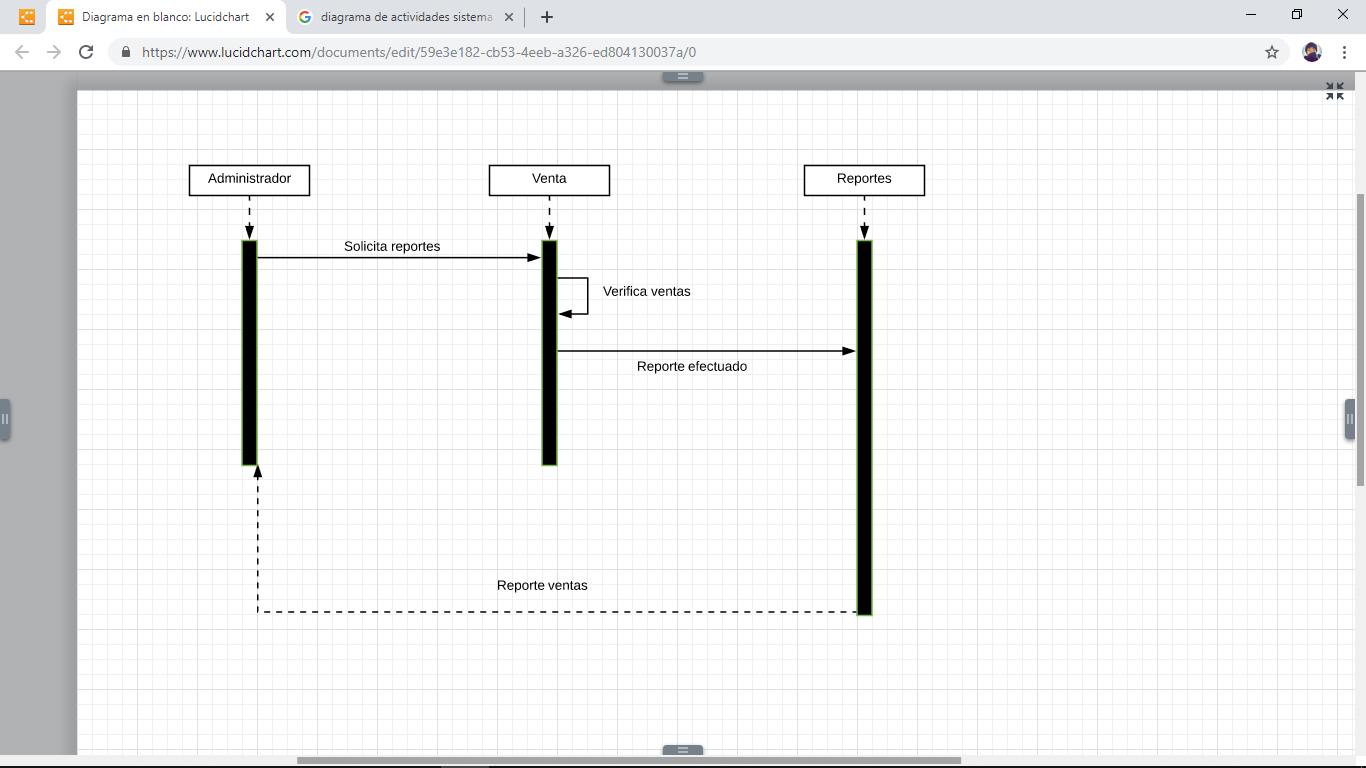 Diagrama en blanco: Lucidchart
diagrama de actividades sistema
https://www.lucidchart.com/documents/edit/59e3e182-cb53-4eeb-a326-ed804130037a/0
Administrador
Venta
Reportes
Solicita reportes
Verifica ventas
Reporte efectuado
Reporte ventas